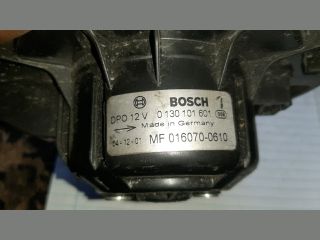 BOSCH
DPO 12 V 0 130 101 601
Made in Germany
04-12-01 MF 016070-0610